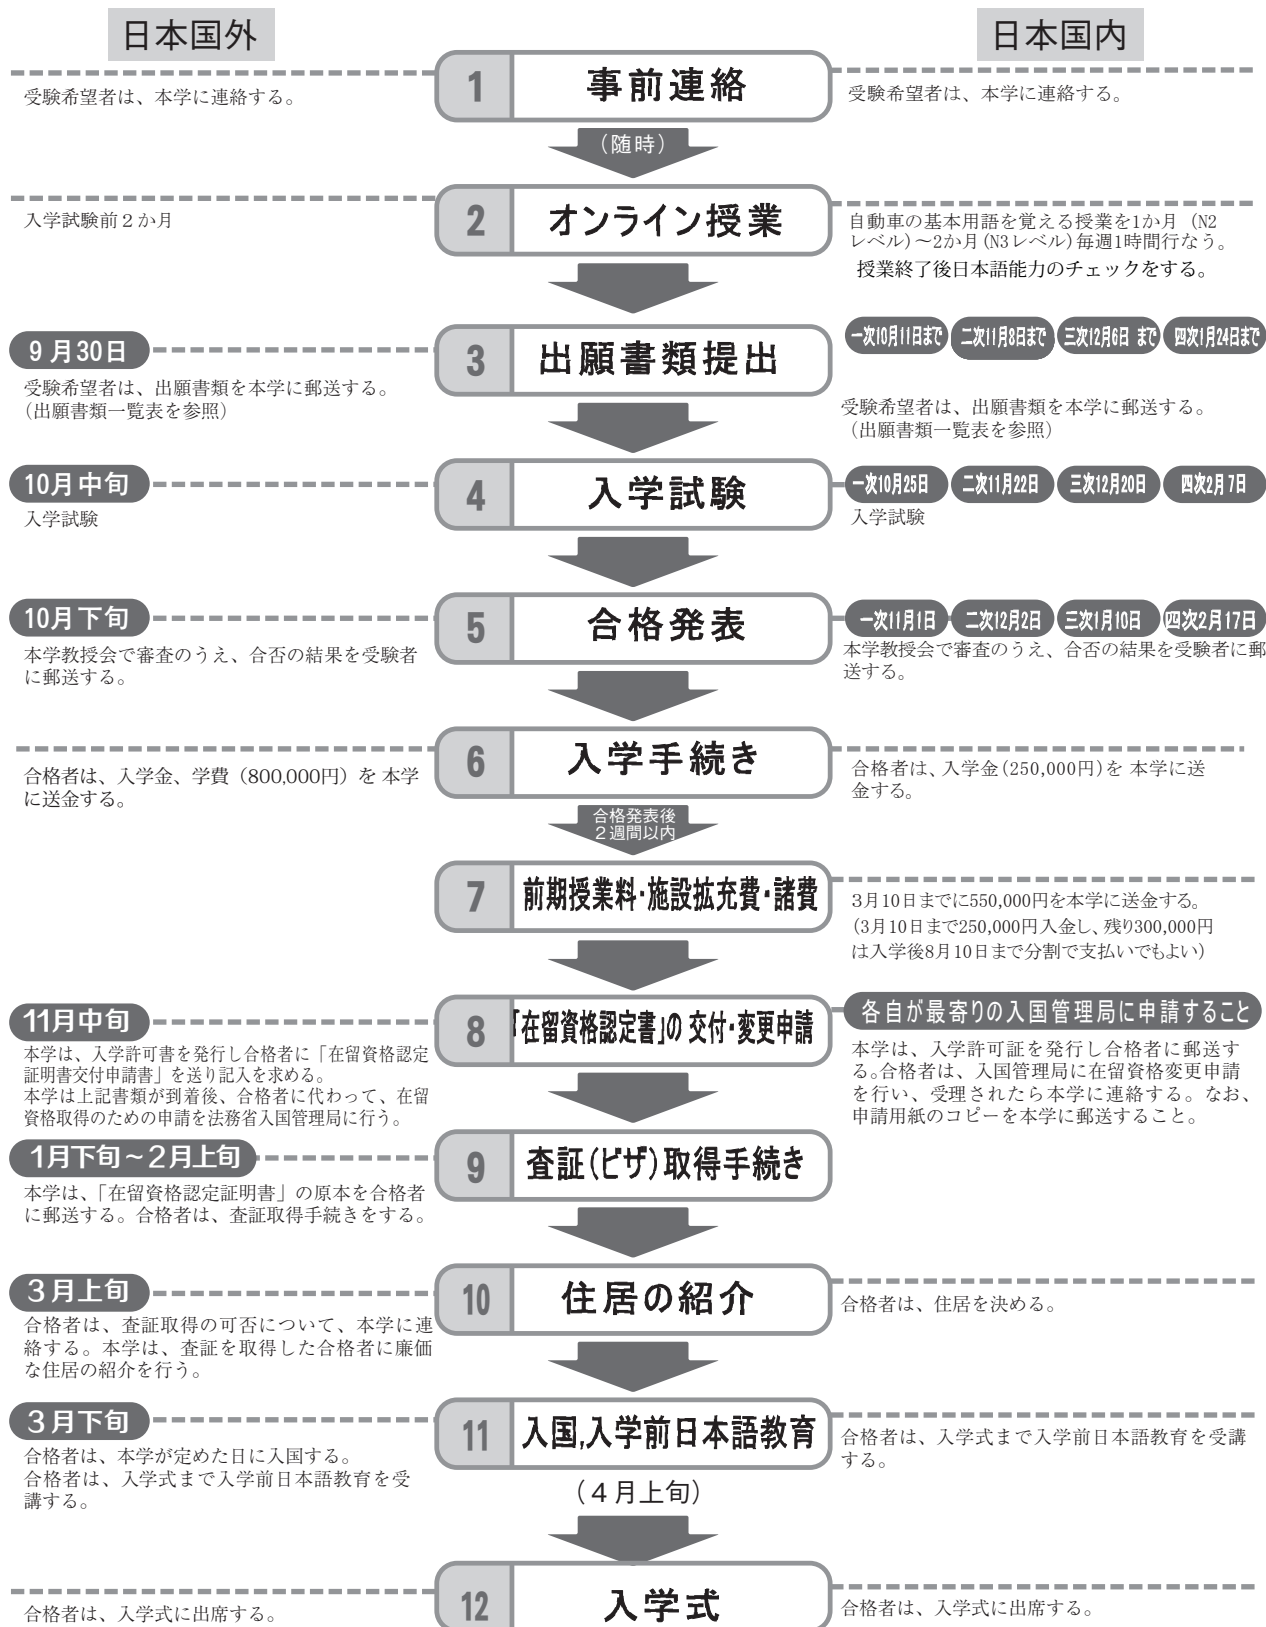 日本国外
日本国内
1 事前連絡
受験希望者は、本学に連絡する。
受験希望者は、本学に連絡する。
(随時)
2 オンライン授業
入学試験前２か月
自動車の基本用語を覚える授業を1か月 (N2
レベル)～2か月(N3レベル)毎週1時間行なう。
授業終了後日本語能力のチェックをする。
3 出願書類提出
9 月30日
受験希望者は、出願書類を本学に郵送する。
(出願書類一覧表を参照)
一次10月11日まで 二次11月8日まで 三次12月6日 まで 四次1月24日まで
受験希望者は、出願書類を本学に郵送する。
(出願書類一覧表を参照)
4 入学試験
10月中旬
入学試験
一次10月25日 二次11月22日 三次12月20日 四次2月7日
入学試験
5 合格発表
10月下旬
本学教授会で審査のうえ、合否の結果を受験者
に郵送する。
一次11月1日 二次12月2日 三次1月10日 四次2月17日
本学教授会で審査のうえ、合否の結果を受験者に郵
送する。
6 入学手続き
合格者は、入学金、学費（800,000円）を 本学
に送金する。
合格者は、入学金(250,000円)を 本学に送
金する。
合格発表後
２週間以内
7 前期授業料・施設拡充費・諸費
3月10日までに550,000円を本学に送金する。
(3月10日まで250,000円入金し、残り300,000円
は入学後8月10日まで分割で支払いでもよい)
8 「在留資格認定書」の 交付・変更申請
11月中旬
本学は、入学許可書を発行し合格者に「在留資格認定
証明書交付申請書」を送り記入を求める。
本学は上記書類が到着後、合格者に代わって、在留
資格取得のための申請を法務省入国管理局に行う。
各自が最寄りの入国管理局に申請すること
本学は、入学許可証を発行し合格者に郵送す
る。合格者は、入国管理局に在留資格変更申請
を行い、受理されたら本学に連絡する。なお、
申請用紙のコピーを本学に郵送すること。
9 査証(ビザ)取得手続き
1月下旬～2月上旬
本学は、「在留資格認定証明書」の原本を合格者
に郵送する。合格者は、査証取得手続きをする。
10 住居の紹介
３月上旬
合格者は、査証取得の可否について、本学に連
絡する。本学は、査証を取得した合格者に廉価
な住居の紹介を行う。
合格者は、住居を決める。
11 入国,入学前日本語教育
３月下旬
合格者は、本学が定めた日に入国する。
合格者は、入学式まで入学前日本語教育を受
講する。
合格者は、入学式まで入学前日本語教育を受講
する。
(４月上旬)
12 入学式
合格者は、入学式に出席する。
合格者は、入学式に出席する。